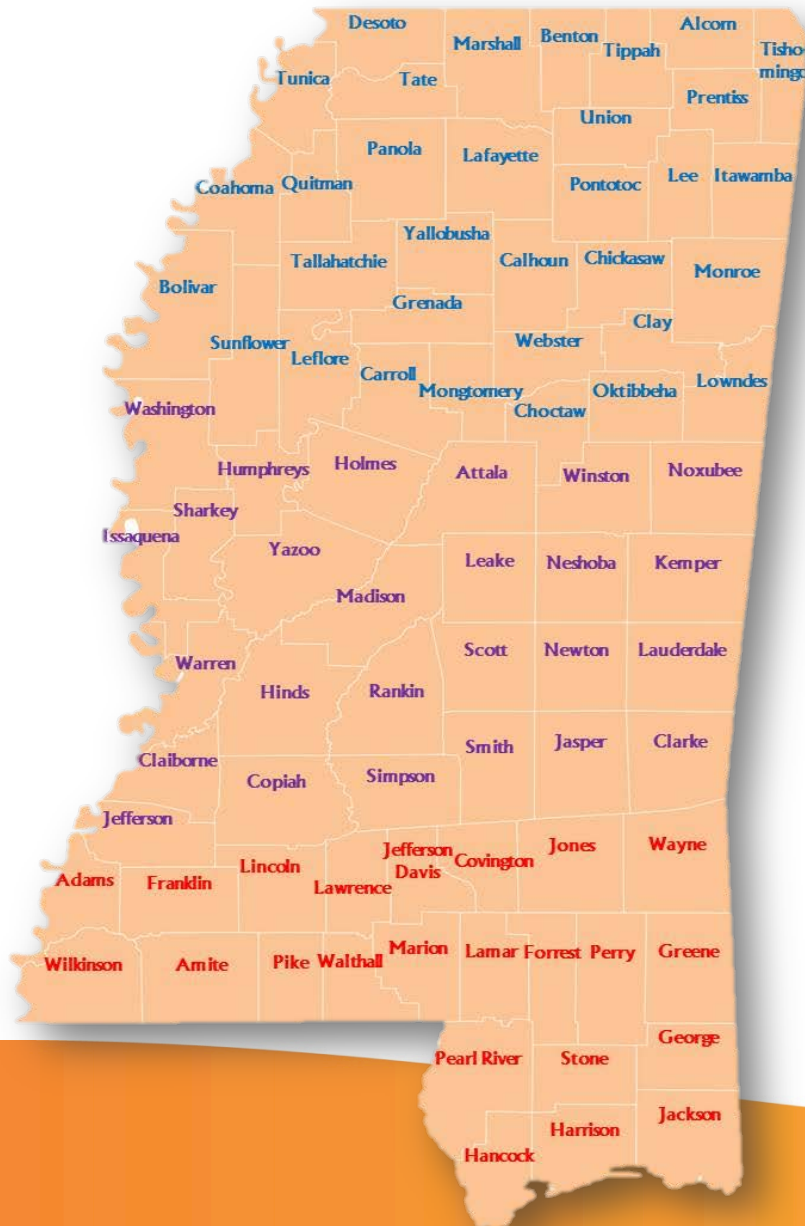 Desoto
Marshall
Benton
Tippah
Alcorn
Tisho-
mingo
Tunica
Tate
Prentiss
Union
Panola
Lafayette
Coahoma
Quitman
Pontotoc
Lee
Itawamba
Yallobusha
Tallahatchie
Calhoun
Chickasaw
Monroe
Bolivar
Grenada
Clay
Sunflower
Leflore
Webster
Carroll
Mongtomery
Choctaw
Oktibbeha
Lowndes
Washington
Humphreys
Holmes
Attala
Winston
Noxubee
Sharkey
Issaquena
Yazoo
Leake
Neshoba
Kemper
Madison
Warren
Scott
Newton
Lauderdale
Hinds
Rankin
Claiborne
Smith
Jasper
Clarke
Copiah
Simpson
Jefferson
Adams
Franklin
Lincoln
Lawrence
Jefferson
Davis
Covington
Jones
Wayne
Wilkinson
Amite
Pike
Walthall
Marion
Lamar
Forrest
Perry
Greene
George
Pearl River
Stone
Jackson
Harrison
Hancock